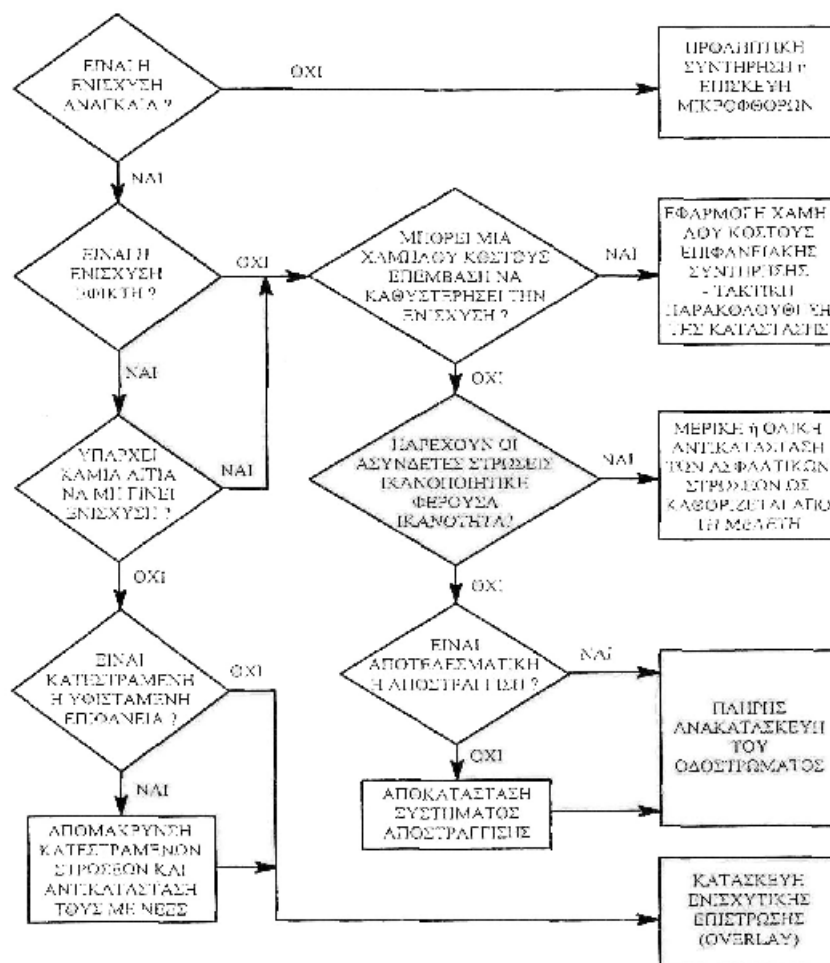 ΕΙΝΑΙ Η
ΕΝΙΣΧΥΣΗ
ΑΝΑΓΚΑΙΑ ?
ΟΧΙ
ΠΡΟΛΗΠΤΙΚΗ
ΣΥΝΤΗΡΗΣΗ ή
ΕΠΙΣΚΕΥΗ
ΜΙΚΡΟΦΘΟΡΩΝ
ΝΑΙ
ΕΙΝΑΙ Η
ΕΝΙΣΧΥΣΗ
ΕΦΙΚΤΗ ?
ΟΧΙ
ΜΠΟΡΕΙ ΜΙΑ
ΧΑΜΗΛΟΥ ΚΟΣΤΟΥΣ
ΕΠΕΜΒΑΣΗ ΝΑ
ΚΑΘΥΣΤΕΡΗΣΕΙ ΤΗΝ
ΕΝΙΣΧΥΣΗ ?
ΝΑΙ
ΕΦΑΡΜΟΓΗ ΧΑΜΗ
ΛΟΥ ΚΟΣΤΟΥΣ
ΕΠΙΦΑΝΕΙΑΚΗΣ
ΣΥΝΤΗΡΗΣΗΣ
- ΤΑΚΤΙΚΗ
ΠΑΡΑΚΟΛΟΥΘΗΣΗ
ΤΗΣ ΚΑΤΑΣΤΑΣΗΣ
ΝΑΙ
ΟΧΙ
ΥΠΑΡΧΕΙ
ΚΑΜΙΑ ΑΙΤΙΑ
ΝΑ ΜΗ ΓΙΝΕΙ
ΕΝΙΣΧΥΣΗ ?
ΝΑΙ
ΠΑΡΕΧΟΥΝ ΟΙ
ΑΣΥΝΔΕΤΕΣ ΣΤΡΩΣΕΙΣ
ΙΚΑΝΟΠΟΙΗΤΙΚΗ
ΦΕΡΟΥΣΑ
ΙΚΑΝΟΤΗΤΑ?
ΝΑΙ
ΜΕΡΙΚΗ ή ΟΛΙΚΗ
ΑΝΤΙΚΑΤΑΣΤΑΣΗ
ΤΩΝ ΑΣΦΑΛΤΙΚΩΝ
ΣΤΡΩΣΕΩΝ ΩΣ
ΚΑΘΟΡΙΖΕΤΑΙ ΑΠΟ
ΤΗ ΜΕΛΕΤΗ
ΟΧΙ
ΟΧΙ
ΕΙΝΑΙ
ΚΑΤΕΣΤΡΑΜΕΝΗ
Η ΥΦΙΣΤΑΜΕΝΗ
ΕΠΙΦΑΝΕΙΑ ?
ΟΧΙ
ΕΙΝΑΙ
ΑΠΟΤΕΛΕΣΜΑΤΙΚΗ
Η ΑΠΟΣΤΡΑΓΓΙΣΗ ?
ΝΑΙ
ΠΛΗΡΗΣ
ΑΝΑΚΑΤΑΣΚΕΥΗ
ΤΟΥ
ΟΔΟΣΤΡΩΜΑΤΟΣ
ΝΑΙ
ΟΧΙ
ΑΠΟΜΑΚΡΥΝΣΗ
ΚΑΤΕΣΤΡΑΜΕΝΩΝ
ΣΤΡΩΣΕΩΝ ΚΑΙ
ΑΝΤΙΚΑΤΑΣΤΑΣΗ
ΤΟΥΣ ΜΕ ΝΕΕΣ
ΑΠΟΚΑΤΑΣΤΑΣΗ
ΣΥΣΤΗΜΑΤΟΣ
ΑΠΟΣΤΡΑΓΓΙΣΗΣ
ΚΑΤΑΣΚΕΥΗ
ΕΝΙΣΧΥΤΙΚΗΣ
ΕΠΙΣΤΡΩΣΗΣ
(OVERLAY)